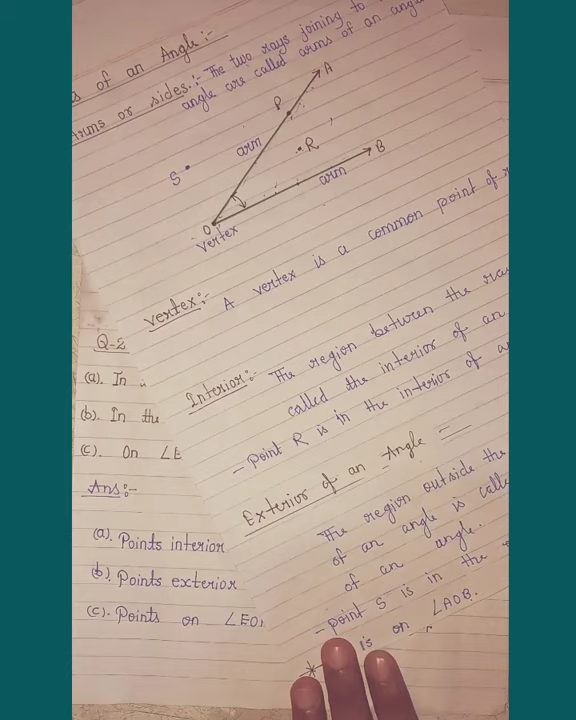 s of an Angle:-
Arms or sides:- The two rays joining to
angle are called arms of an angle
A
P
arm
R
B
S
arm
O
vertex
Vertex:- A vertex is a common point of
Interior:- The region between the
called the interior of an
- point R is in the interior of
Exterior of an Angle
The region outside the
of an angle is
of an angle.
- point S is in the
is on ∠AOB.
Q-2
(a). In
(b). In the
(c). On ∠E
Ans:-
(a). Points interior
(b). Points exterior
(c). Points on ∠EO